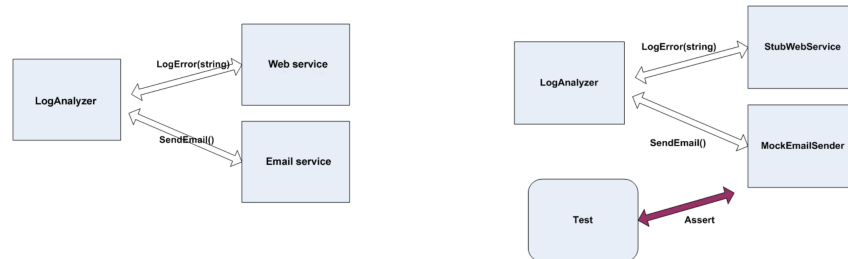 LogError(string)
Web service
LogAnalyzer
SendEmail()
Email service
LogError(string)
StubWebService
LogAnalyzer
SendEmail()
MockEmailSender
Test
Assert